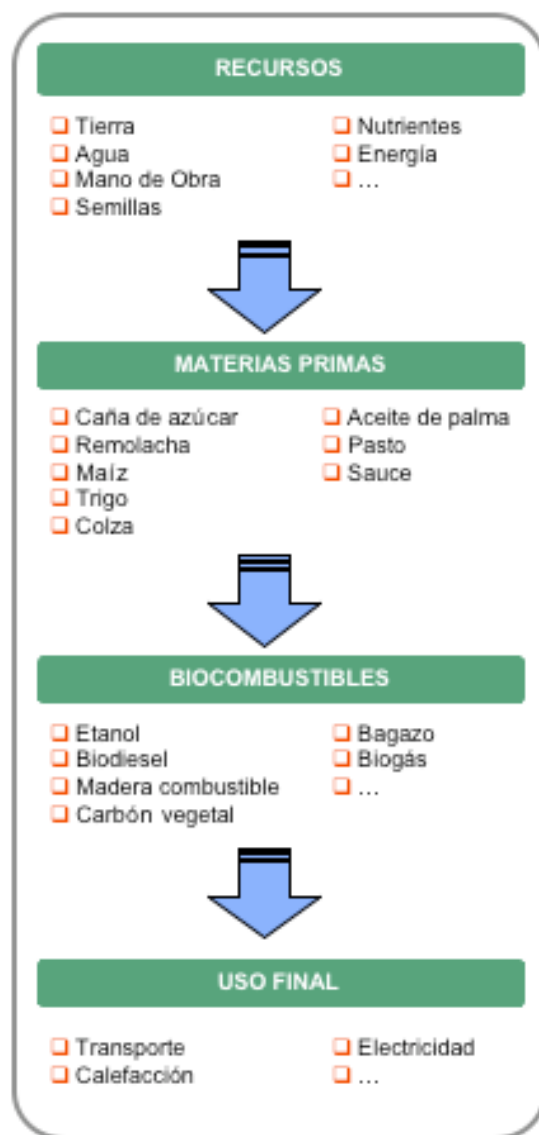 RECURSOS
Tierra
Agua
Mano de Obra
Semillas
Nutrientes
Energía
...
MATERIAS PRIMAS
Caña de azúcar
Remolacha
Maíz
Trigo
Colza
Aceite de palma
Pasto
Sauce
BIOCOMBUSTIBLES
Etanol
Biodiesel
Madera combustible
Carbón vegetal
Bagazo
Biogás
...
USO FINAL
Transporte
Calefacción
Electricidad
...